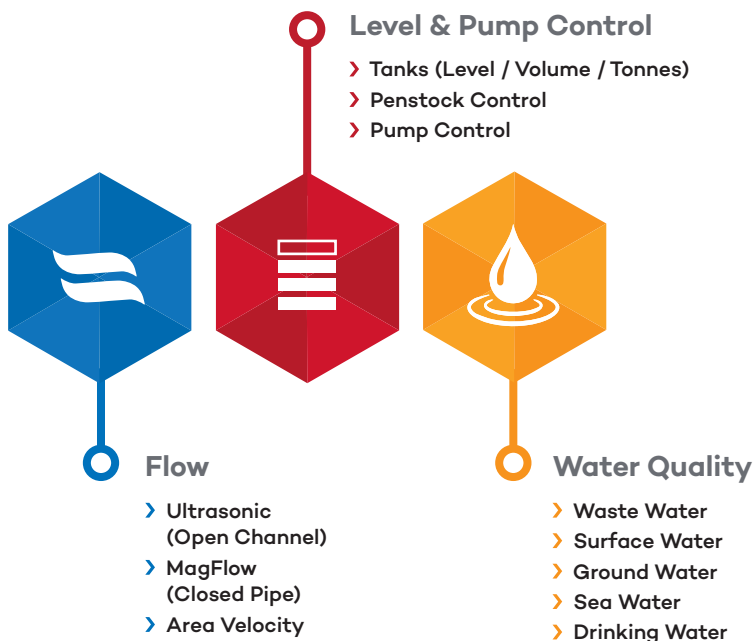 Level & Pump Control
Tanks (Level / Volume / Tonnes)
Penstock Control
Pump Control
Flow
Ultrasonic
(Open Channel)
MagFlow
(Closed Pipe)
Area Velocity
Water Quality
Waste Water
Surface Water
Ground Water
Sea Water
Drinking Water